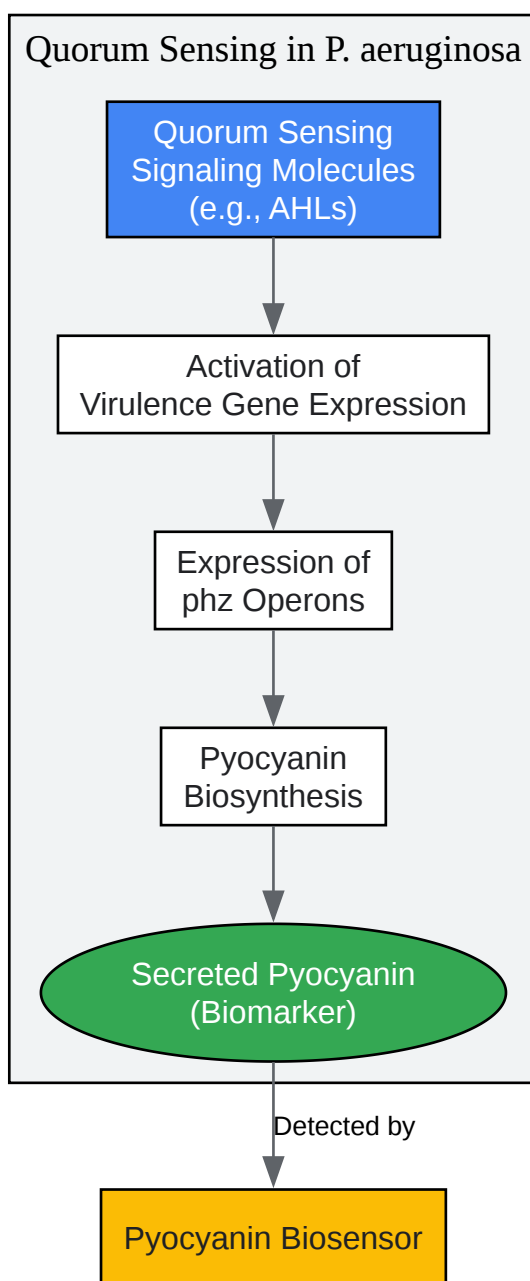 Quorum Sensing in P. aeruginosa
Quorum Sensing
Signaling Molecules
(e.g., AHLs)
Activation of
Virulence Gene Expression
Expression of
phz Operons
Pyocyanin
Biosynthesis
Secreted Pyocyanin
(Biomarker)
Detected by
Pyocyanin Biosensor